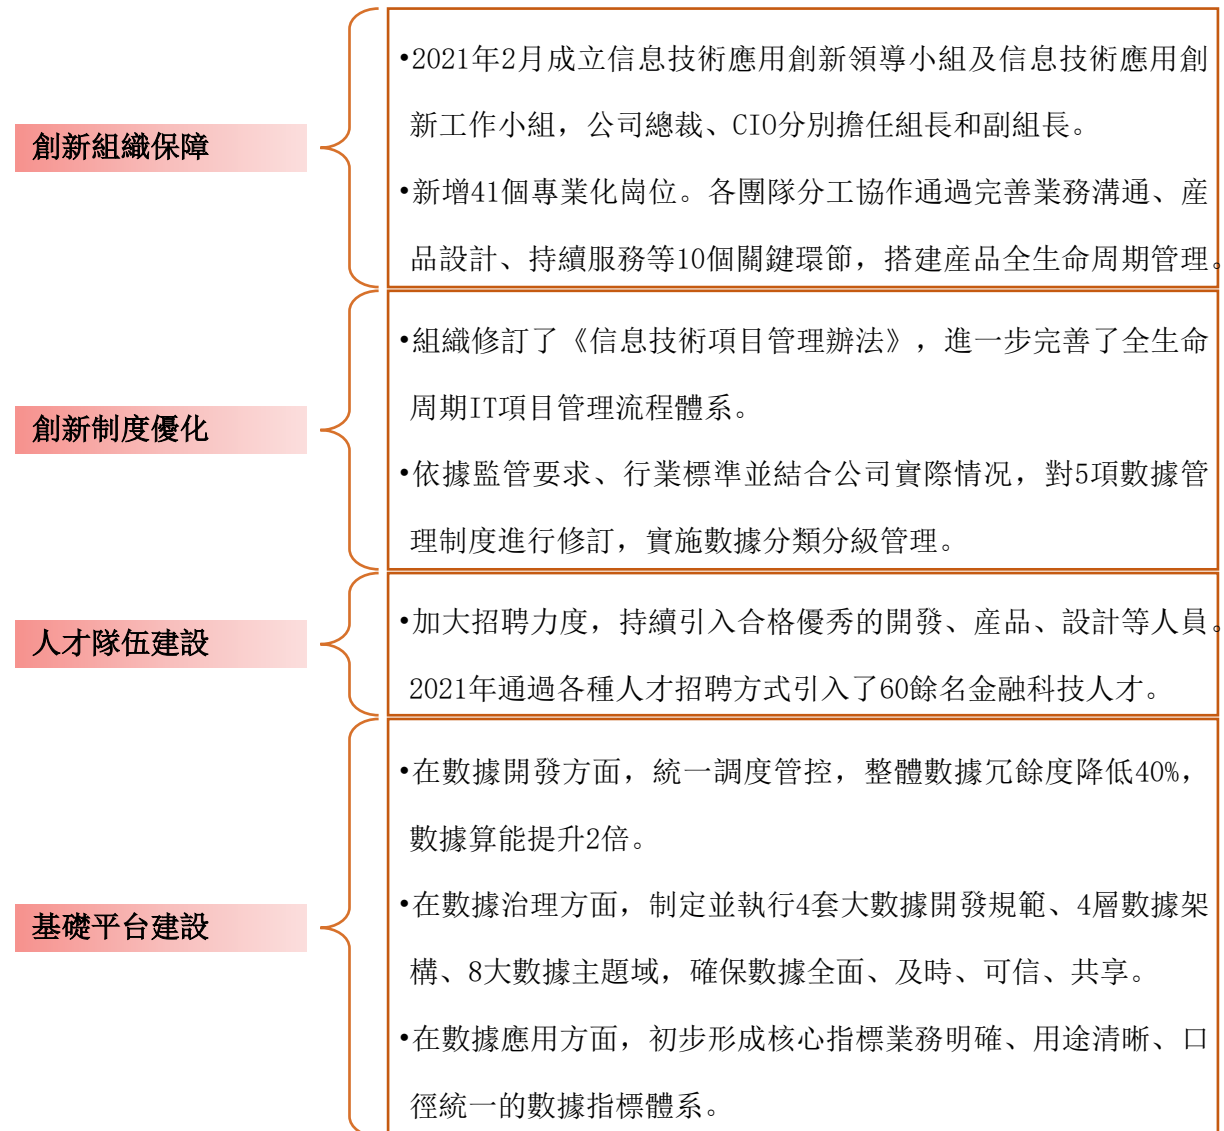 創新組織保障
•2021年2月成立信息技術應用創新領導小組及信息技術應用創
新工作小組，公司總裁、CIO分別擔任組長和副組長。
•新增41個專業化崗位。各團隊分工協作通過完善業務溝通、産
品設計、持續服務等10個關鍵環節，搭建産品全生命周期管理。
創新制度優化
•組織修訂了《信息技術項目管理辦法》，進一步完善了全生命
周期IT項目管理流程體系。
•依據監管要求、行業標準並結合公司實際情況，對5項數據管
理制度進行修訂，實施數據分類分級管理。
人才隊伍建設
•加大招聘力度，持續引入合格優秀的開發、産品、設計等人員。
2021年通過各種人才招聘方式引入了60餘名金融科技人才。
基礎平台建設
•在數據開發方面，統一調度管控，整體數據冗餘度降低40%，
數據算能提升2倍。
•在數據治理方面，制定並執行4套大數據開發規範、4層數據架
構、8大數據主題域，確保數據全面、及時、可信、共享。
•在數據應用方面，初步形成核心指標業務明確、用途清晰、口
徑統一的數據指標體系。